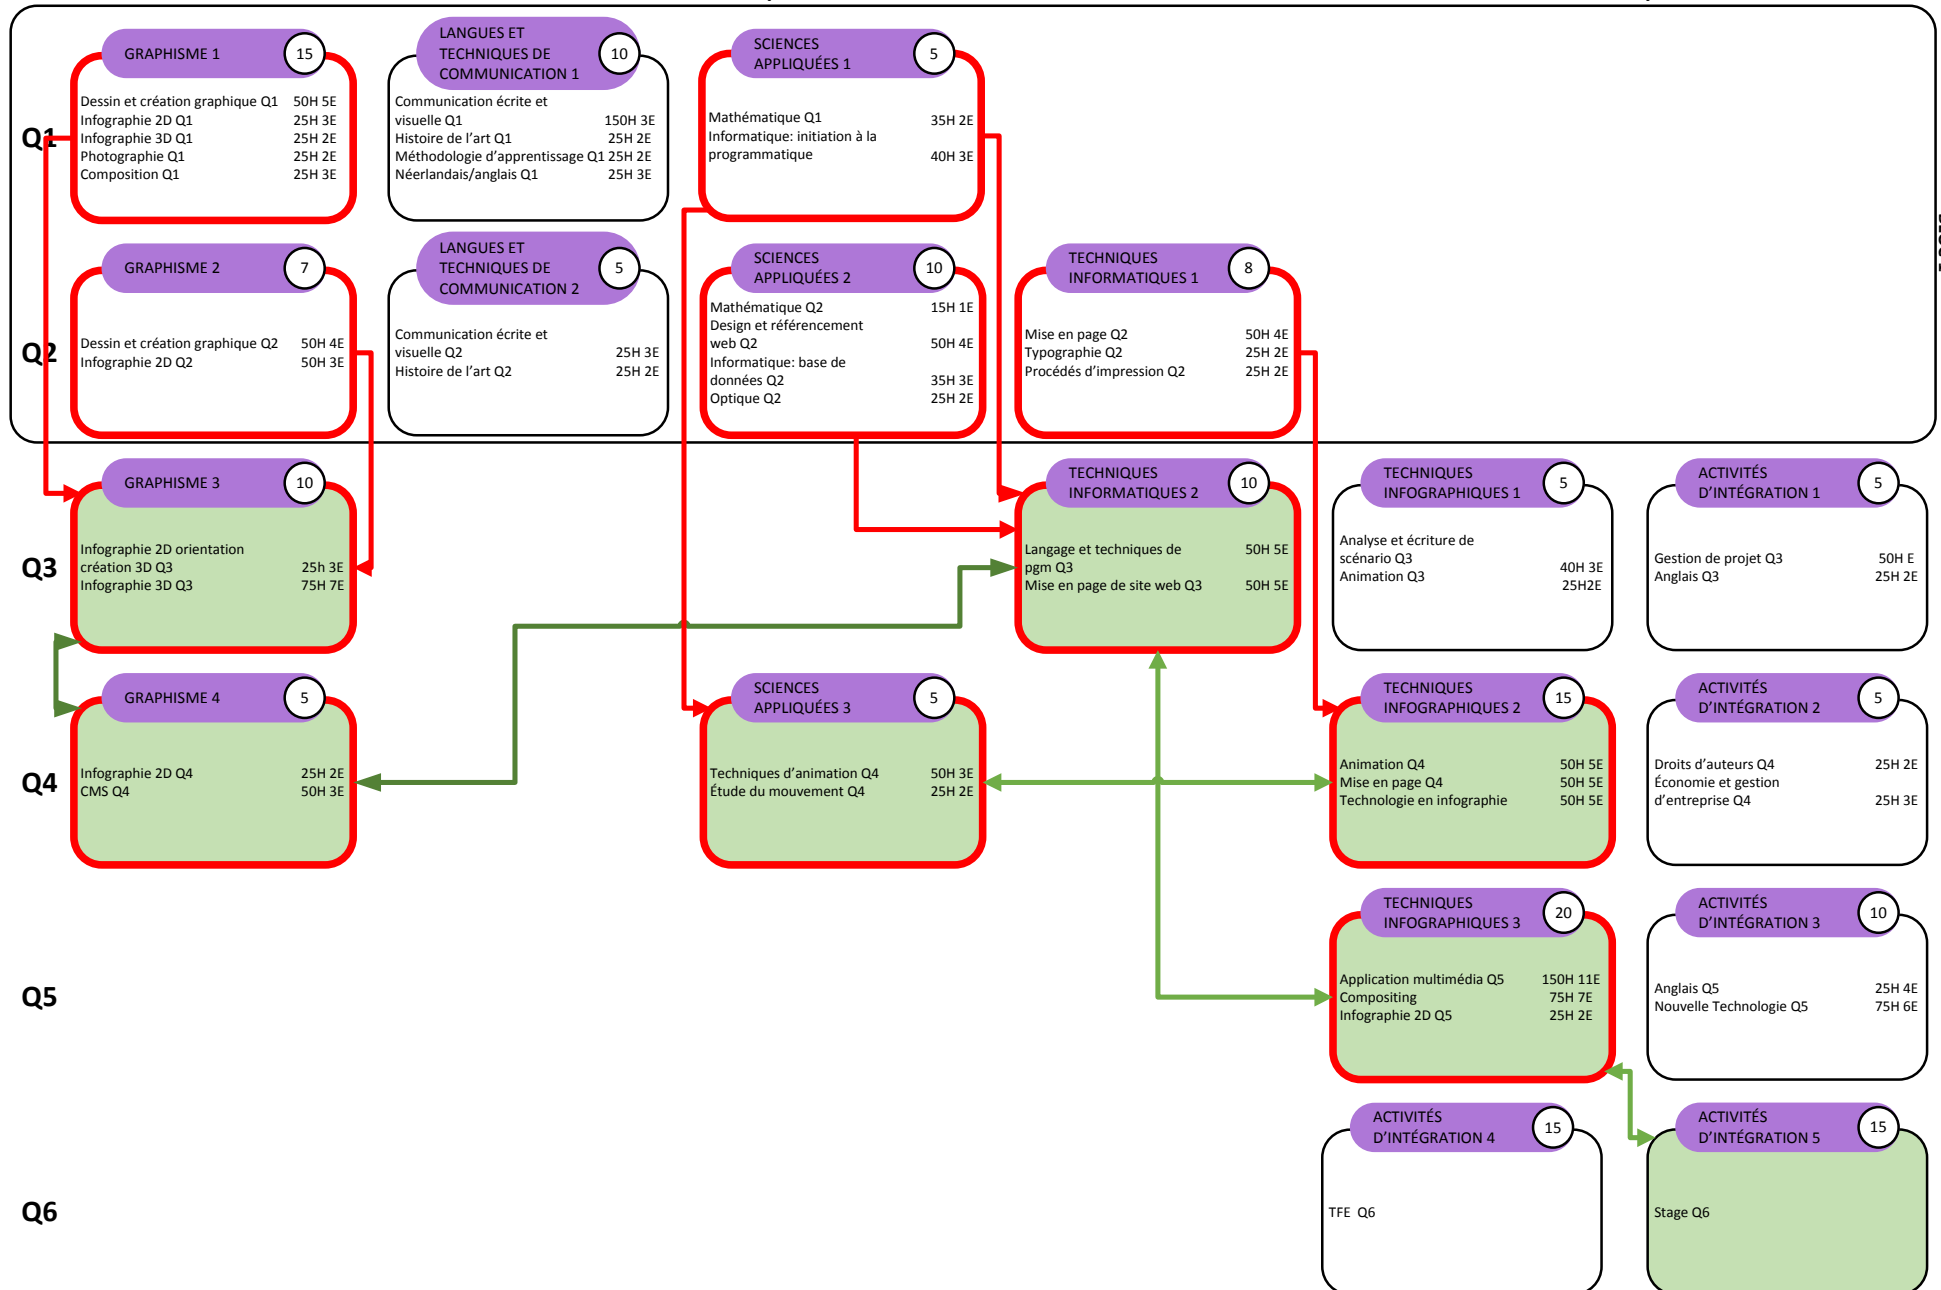 Q1
GRAPHISME 1
15
Dessin et création graphique Q1 50H 5E
Infographie 2D Q1 25H 3E
Infographie 3D Q1 25H 2E
Photographie Q1 25H 2E
Composition Q1 25H 3E
LANGUES ET
TECHNIQUES DE
COMMUNICATION 1
10
Communication écrite et
visuelle Q1 150H 3E
Histoire de l’art Q1 25H 2E
Méthodologie d’apprentissage Q1 25H 2E
Néerlandais/anglais Q1 25H 3E
SCIENCES
APPLIQUÉES 1
5
Mathématique Q1 35H 2E
Informatique: initiation à la
programmatique 40H 3E
Q2
GRAPHISME 2
7
Dessin et création graphique Q2 50H 4E
Infographie 2D Q2 50H 3E
LANGUES ET
TECHNIQUES DE
COMMUNICATION 2
5
Communication écrite et
visuelle Q2 25H 3E
Histoire de l’art Q2 25H 2E
SCIENCES
APPLIQUÉES 2
10
Mathématique Q2 15H 1E
Design et référencement
web Q2 50H 4E
Informatique: base de
données Q2 35H 3E
Optique Q2 25H 2E
TECHNIQUES
INFORMATIQUES 1
8
Mise en page Q2 50H 4E
Typographie Q2 25H 2E
Procédés d’impression Q2 25H 2E
Q3
GRAPHISME 3
10
Infographie 2D orientation
création 3D Q3 25h 3E
Infographie 3D Q3 75H 7E
TECHNIQUES
INFORMATIQUES 2
10
Langage et techniques de 50H 5E
pgm Q3
Mise en page de site web Q3 50H 5E
TECHNIQUES
INFOGRAPHIQUES 1
5
Analyse et écriture de
scénario Q3 40H 3E
Animation Q3 25H2E
ACTIVITÉS
D’INTÉGRATION 1
5
Gestion de projet Q3 50H E
Anglais Q3 25H 2E
Q4
GRAPHISME 4
5
Infographie 2D Q4 25H 2E
CMS Q4 50H 3E
SCIENCES
APPLIQUÉES 3
5
Techniques d’animation Q4 50H 3E
Étude du mouvement Q4 25H 2E
TECHNIQUES
INFOGRAPHIQUES 2
15
Animation Q4 50H 5E
Mise en page Q4 50H 5E
Technologie en infographie 50H 5E
ACTIVITÉS
D’INTÉGRATION 2
5
Droits d’auteurs Q4 25H 2E
Économie et gestion
d’entreprise Q4 25H 3E
Q5
TECHNIQUES
INFOGRAPHIQUES 3
20
Application multimédia Q5 150H 11E
Compositing 75H 7E
Infographie 2D Q5 25H 2E
ACTIVITÉS
D’INTÉGRATION 3
10
Anglais Q5 25H 4E
Nouvelle Technologie Q5 75H 6E
Q6
ACTIVITÉS
D’INTÉGRATION 4
15
TFE Q6
ACTIVITÉS
D’INTÉGRATION 5
15
Stage Q6